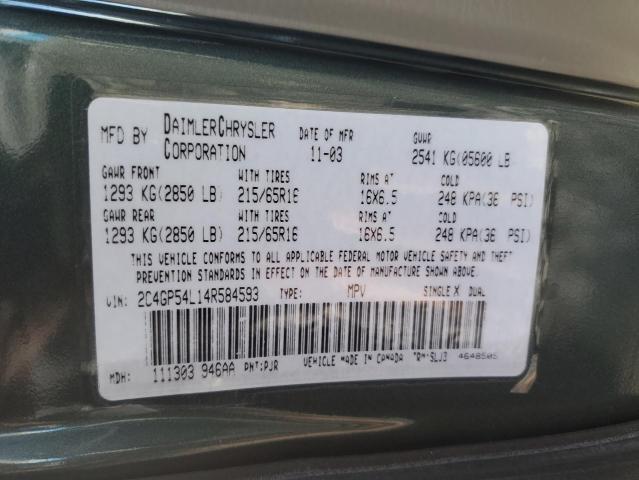 MFD BY DAIMLERCHRYSLER CORPORATION DATE OF MFR 11-03 GVWR 2541 KG(05600 LB
GAWR FRONT WITH TIRES RIMS AT COLD
1293 KG(2850 LB) 215/65R16 16X6.5 248 KPA(36 PSI)
GAWR REAR WITH TIRES RIMS AT COLD
1293 KG(2850 LB) 215/65R16 16X6.5 248 KPA(36 PSI)
THIS VEHICLE CONFORMS TO ALL APPLICABLE FEDERAL MOTOR VEHICLE SAFETY AND THEFT
PREVENTION STANDARDS IN EFFECT ON THE DATE OF MANUFACTURE SHOWN ABOVE.
VIN: 2C4GP54L14R584593 TYPE: MPV SINGLE X DUAL
MDH: 111303 946AA PNT:PJR VEHICLE MADE IN CANADA TRM:SLJ3 4648505